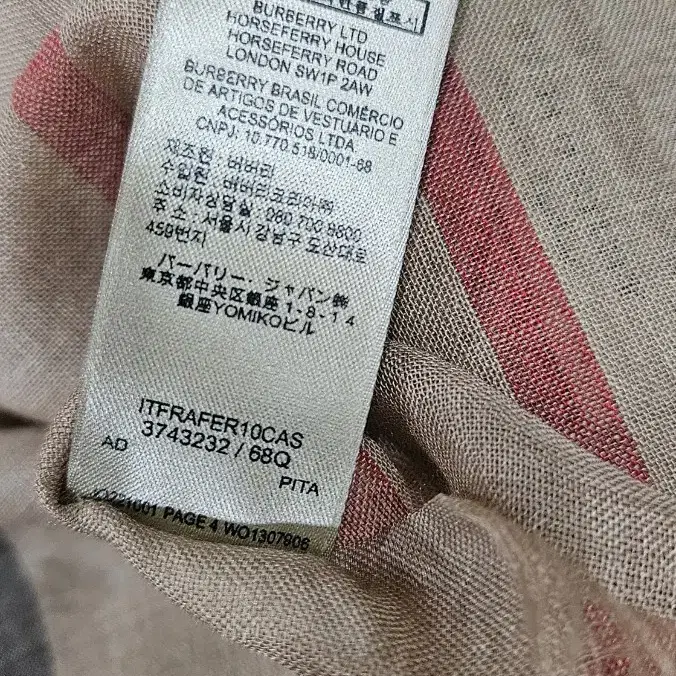 BURBERRY LTD
HORSEFERRY HOUSE
HORSEFERRY ROAD
LONDON SW1P 2AW
BURBERRY BRASIL COMÉRCIO
DE ARTIGOS DE VESTUÁRIO E
ACESSÓRIOS LTDA
CNPJ: 10.770.518/0001-68
제조원 : 버버리
수입원 : 버버리코리아㈜
소비자상담실 : 080 700 8800
주 소 : 서울시 강남구 도산대로
459번지
バーバリー・ジャパン㈱
東京都中央区銀座 1-8-14
銀座YOMIKOビル
ITFRAFER10CAS
3743232 / 68Q
AD
PITA
PAGE 4 WO1307906